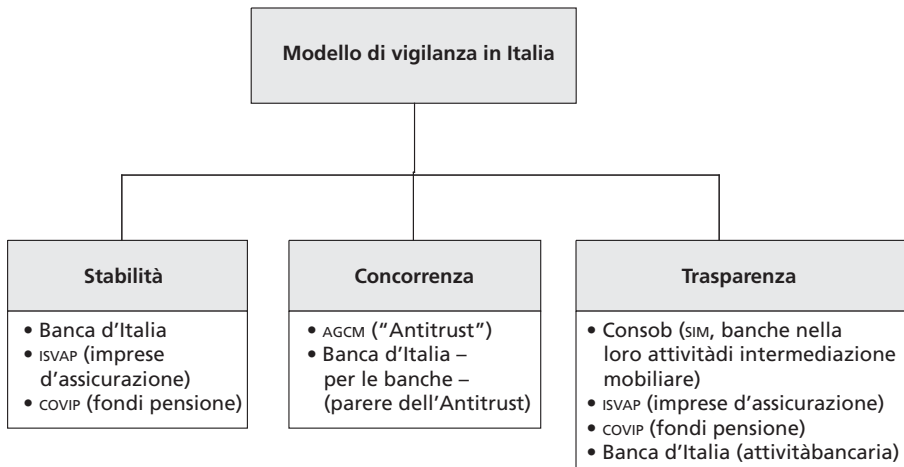 Modello di vigilanza in Italia
Stabilità
• Banca d'Italia
• ISVAP (imprese
d'assicurazione)
• COVIP (fondi pensione)
Concorrenza
• AGCM (“Antitrust”)
• Banca d'Italia –
per le banche –
(parere dell'Antitrust)
Trasparenza
• Consob (SIM, banche nella
loro attivitàdi intermediazione
mobiliare)
• ISVAP (imprese d'assicurazione)
• COVIP (fondi pensione)
• Banca d'Italia (attivitàbancaria)